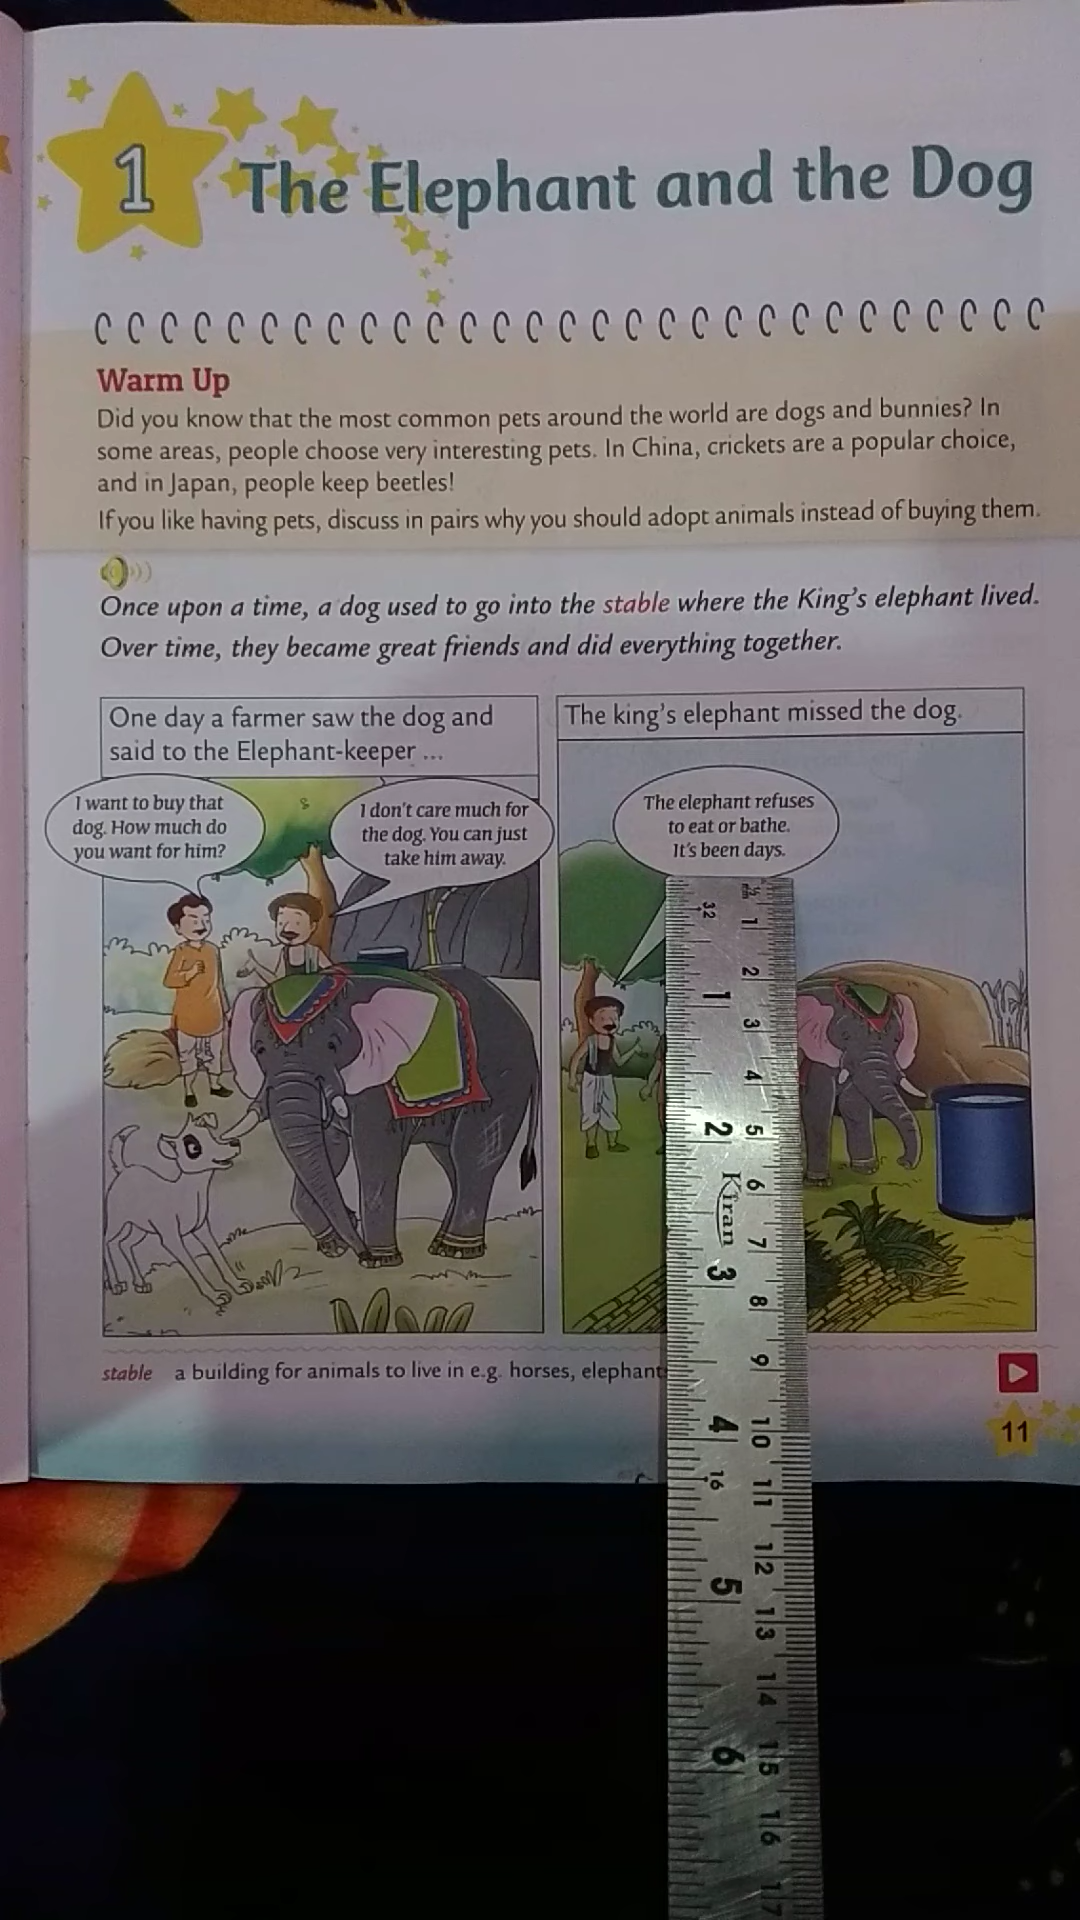 1
The Elephant and the Dog
Warm Up
Did you know that the most common pets around the world are dogs and bunnies? In
some areas, people choose very interesting pets. In China, crickets are a popular choice,
and in Japan, people keep beetles!
If you like having pets, discuss in pairs why you should adopt animals instead of buying them.
Once upon a time, a dog used to go into the stable where the King's elephant lived.
Over time, they became great friends and did everything together.
One day a farmer saw the dog and
said to the Elephant-keeper ...
I want to buy that
dog. How much do
you want for him?
I don't care much for
the dog. You can just
take him away.
The king's elephant missed the dog.
The elephant refuses
to eat or bathe.
It's been days.
32
1
2
Kiran
3
4
16
5
6
1
2
3
4
5
6
7
8
9
10
11
12
13
14
15
16
17
stable a building for animals to live in e.g. horses, elephant
11